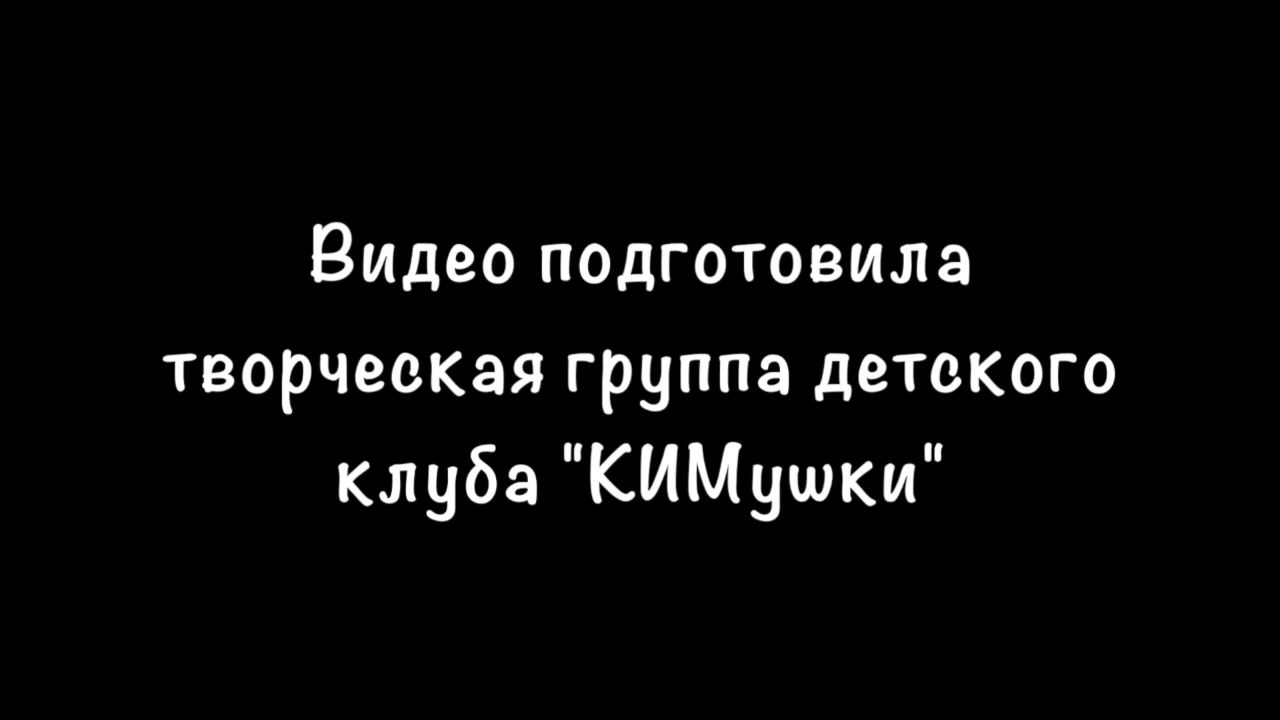 Видео подготовила
творческая группа детского
клуба "КИМушки"